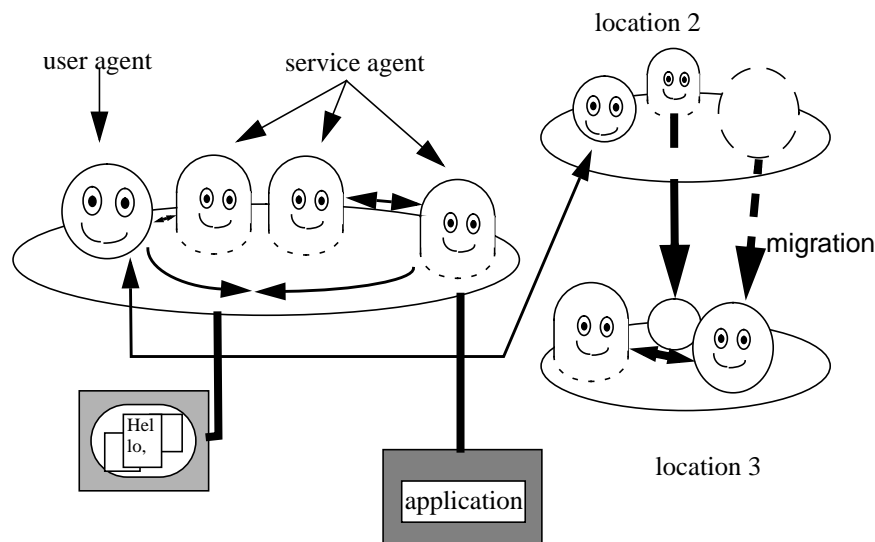 location 2
user agent
service agent
migration
Hel
lo,
location 3
application